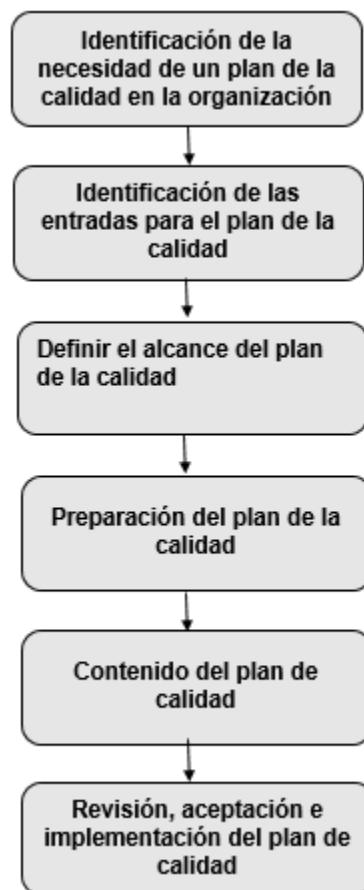 Identificación de la
necesidad de un plan de la
calidad en la organización
Identificación de las
entradas para el plan de la
calidad
Definir el alcance del plan
de la calidad
Preparación del plan de la
calidad
Contenido del plan de
calidad
Revisión, aceptación e
implementación del plan de
calidad